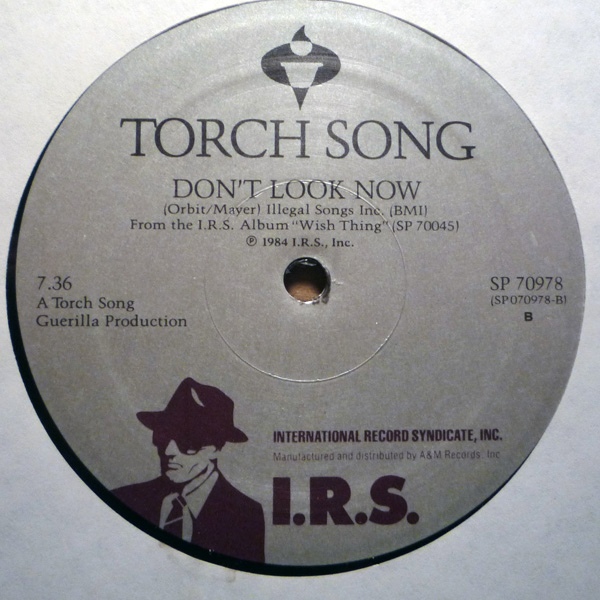 TORCH SONG
DON'T LOOK NOW
(Orbit/Mayer) Illegal Songs Inc. (BMI)
From the I.R.S. Album "Wish Thing" (SP 70045)
℗ 1984 I.R.S., Inc.
7.36
A Torch Song
Guerilla Production
SP 70978
(SP070978-B)
B
INTERNATIONAL RECORD SYNDICATE, INC.
Manufactured and distributed by A&M Records, Inc.
I.R.S.